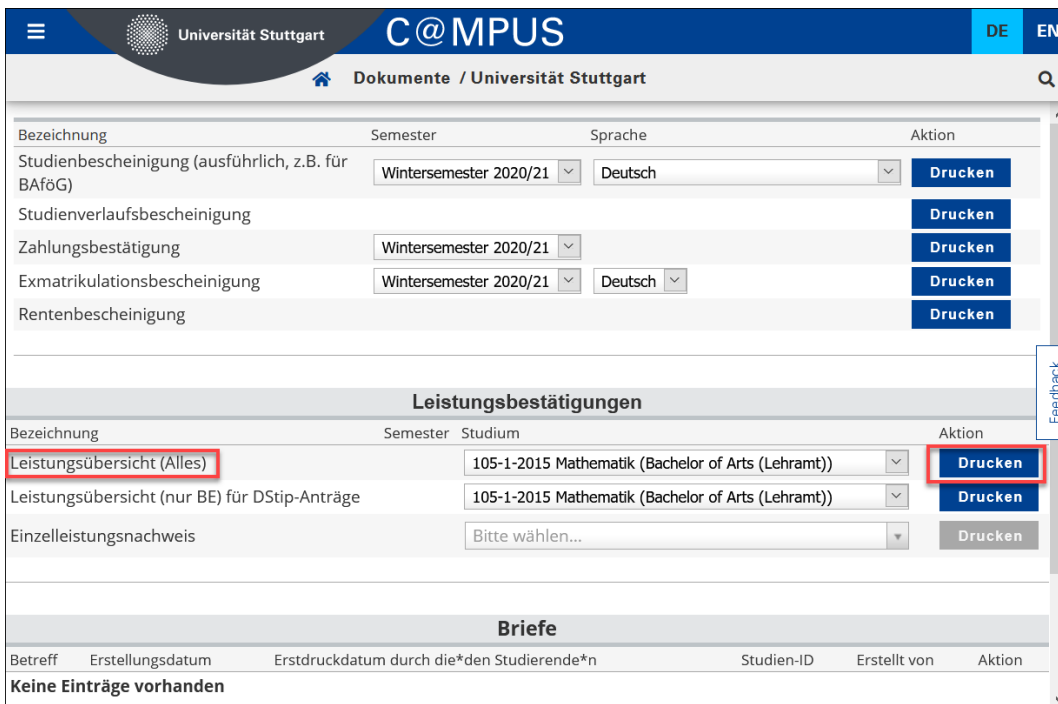 Universität Stuttgart C@MPUS DE EN
Dokumente / Universität Stuttgart
Bezeichnung Semester Sprache Aktion
Studienbescheinigung (ausführlich, z.B. für
BAföG) Wintersemester 2020/21 Deutsch Drucken
Studienverlaufsbescheinigung Drucken
Zahlungsbestätigung Wintersemester 2020/21 Drucken
Exmatrikulationsbescheinigung Wintersemester 2020/21 Deutsch Drucken
Rentenbescheinigung Drucken
Feedback
Leistungsbestätigungen
Bezeichnung Semester Studium Aktion
Leistungsübersicht (Alles) 105-1-2015 Mathematik (Bachelor of Arts (Lehramt)) Drucken
Leistungsübersicht (nur BE) für DStip-Anträge 105-1-2015 Mathematik (Bachelor of Arts (Lehramt)) Drucken
Einzelleistungsnachweis Bitte wählen... Drucken
Briefe
Betreff Erstellungsdatum Erstdruckdatum durch die*den Studierende*n Studien-ID Erstellt von Aktion
Keine Einträge vorhanden